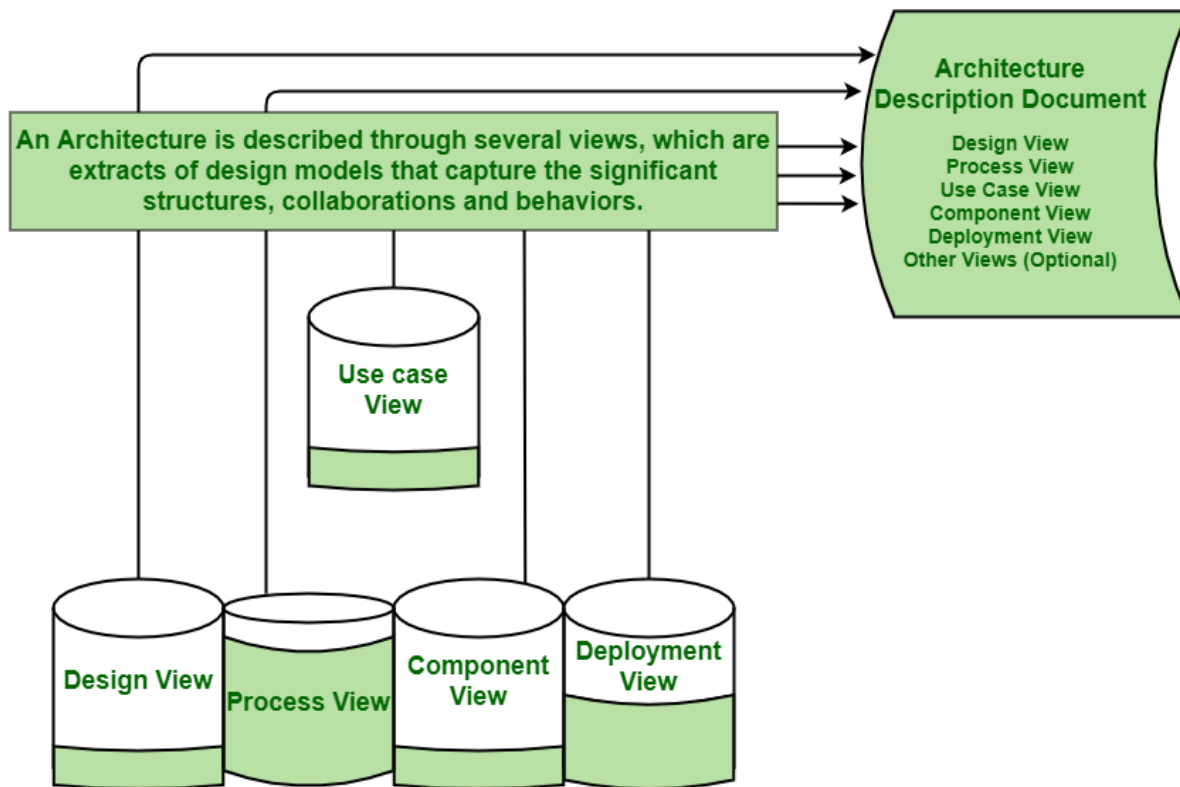 Architecture
Description Document
Design View
Process View
Use Case View
Component View
Deployment View
Other Views (Optional)
An Architecture is described through several views, which are
extracts of design models that capture the significant
structures, collaborations and behaviors.
Use case
View
Design View
Process View
Component
View
Deployment
View